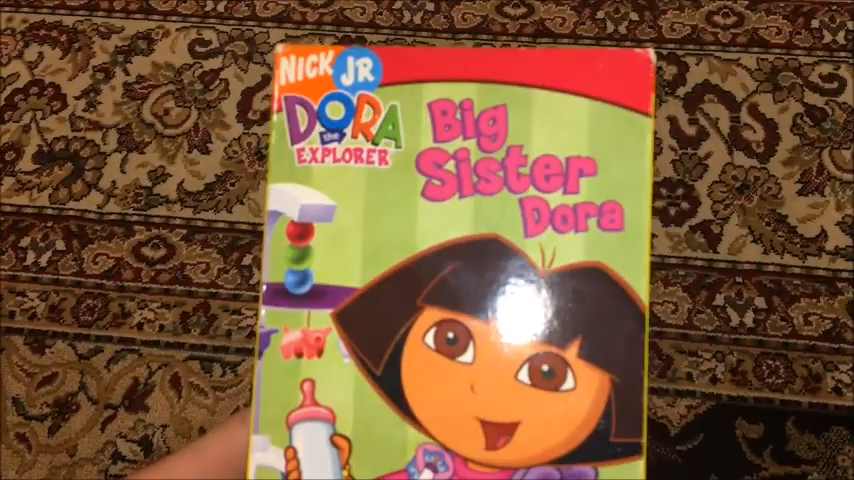 NICK JR
DORA
the
EXPLORER
Big
Sister
Dora